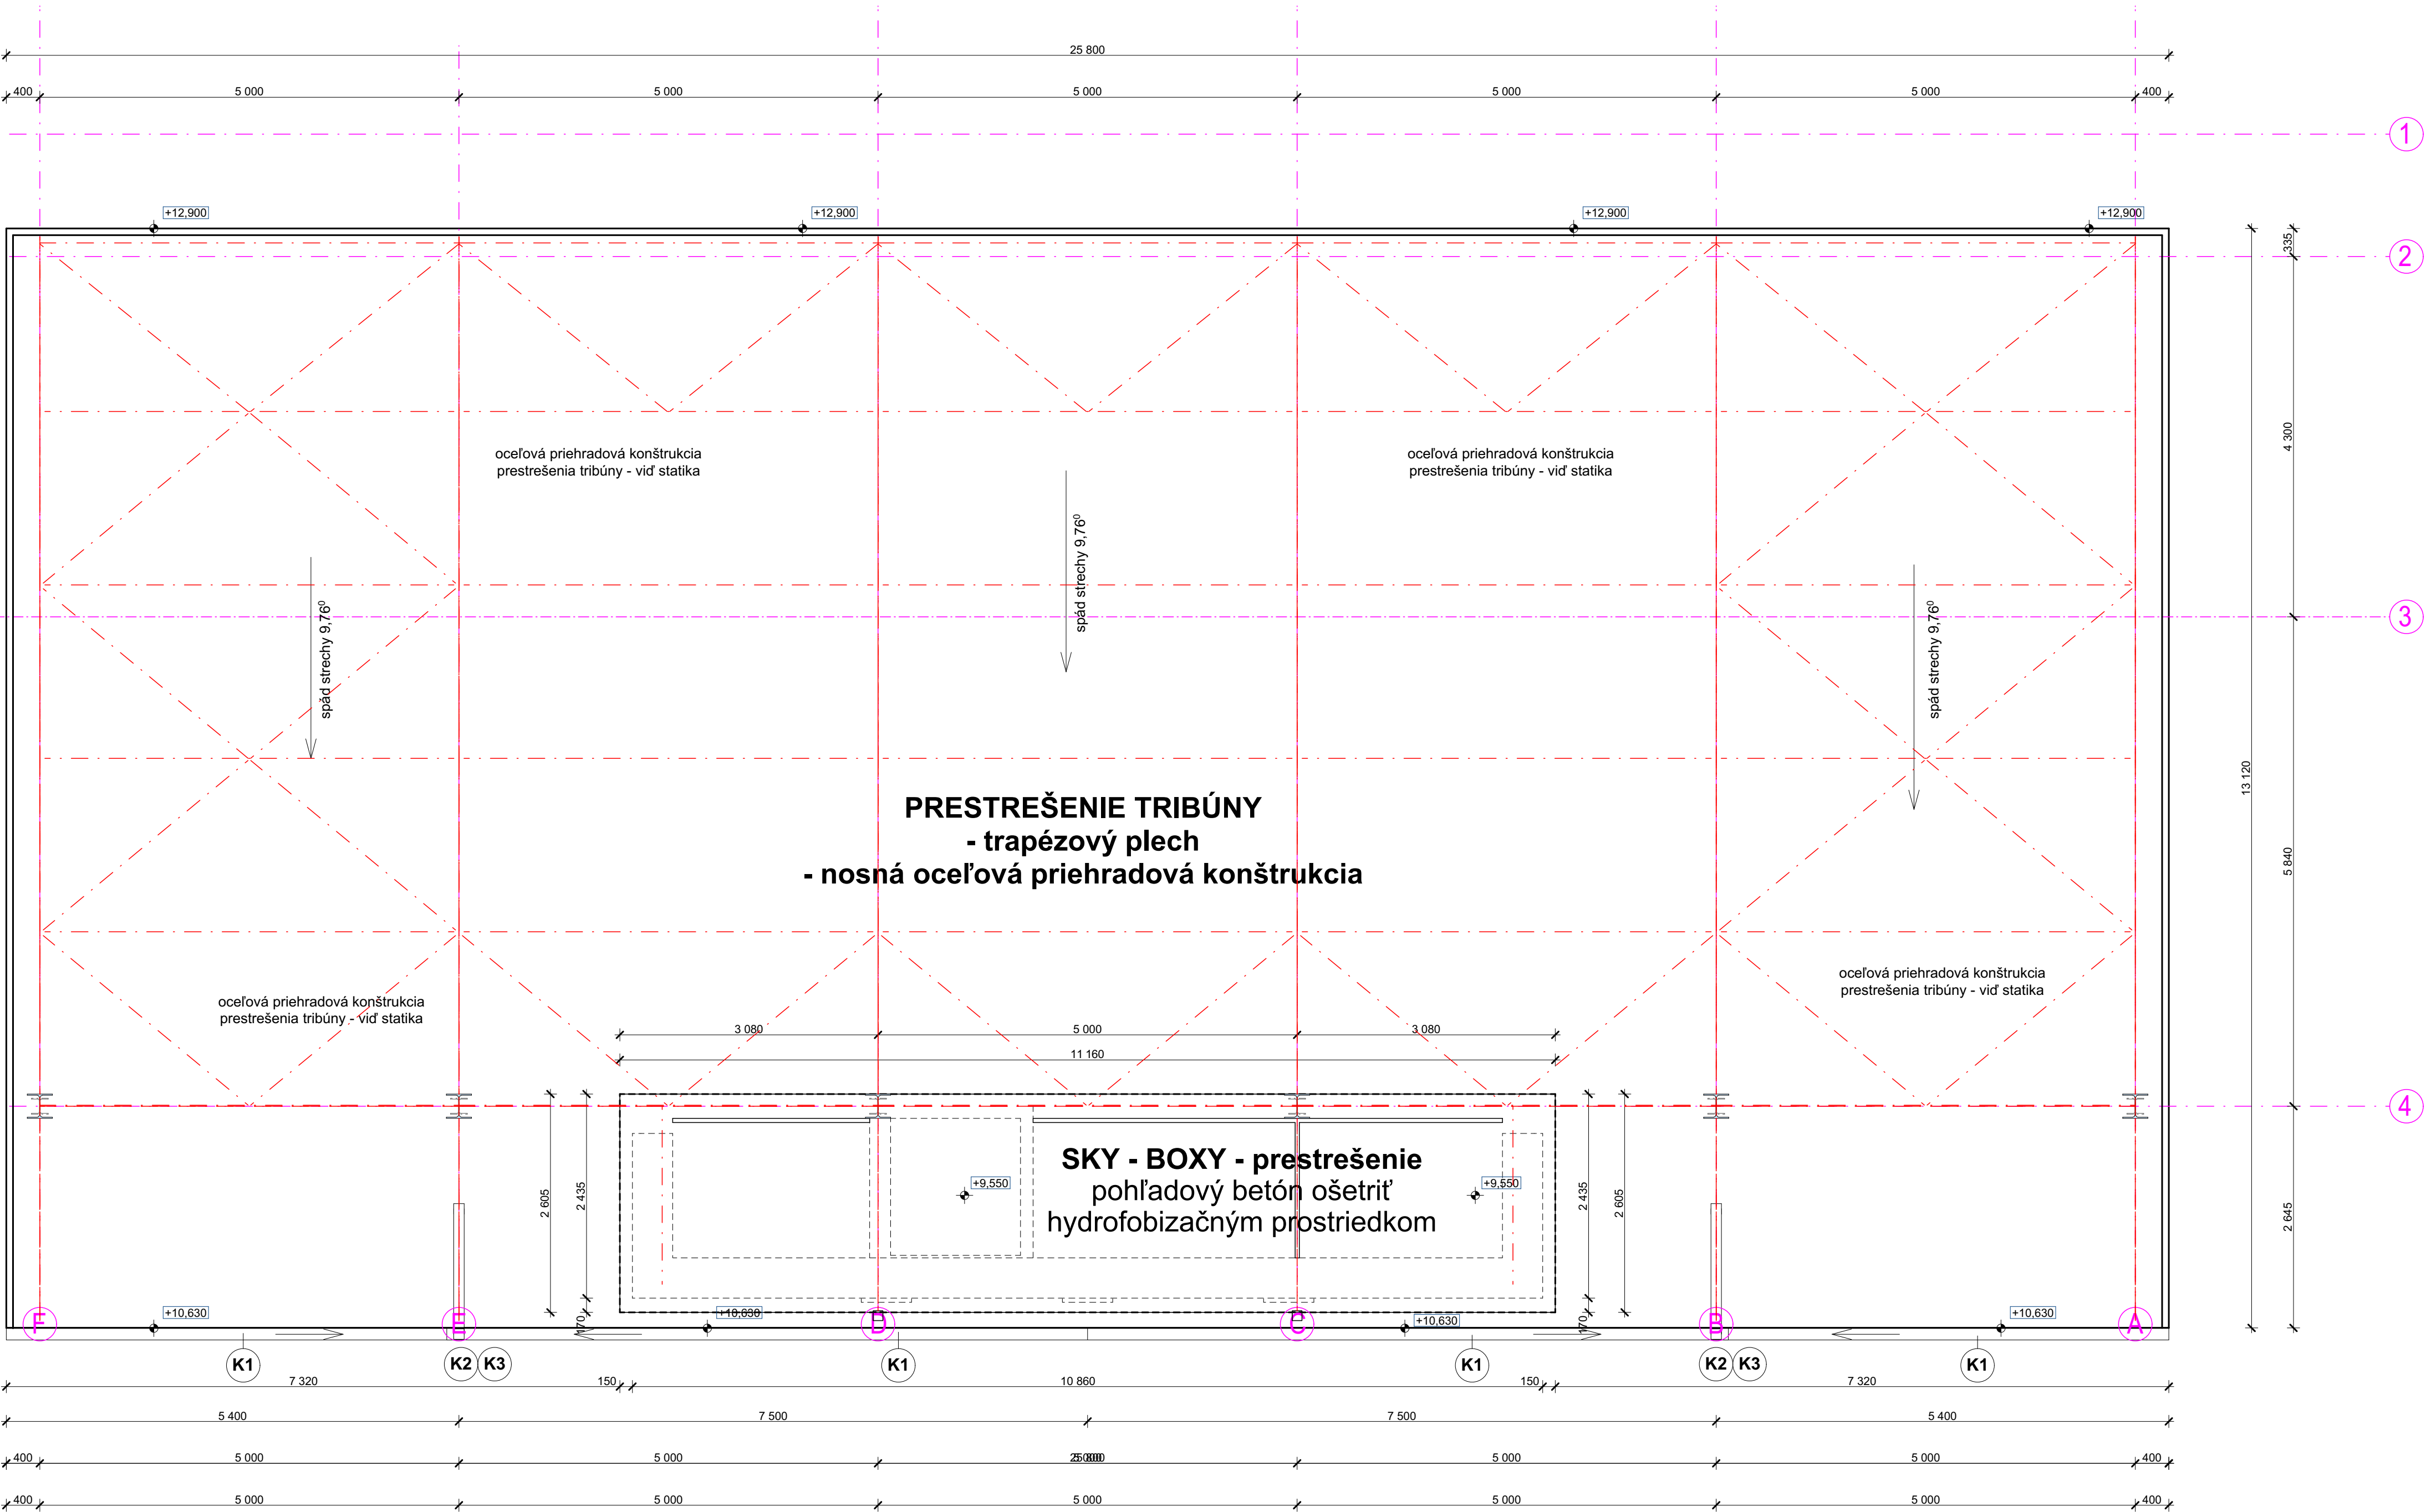 25 800
400
5 000
5 000
5 000
5 000
5 000
400
1
+12,900
+12,900
+12,900
+12,900
335
2
4 300
oceľová priehradová konštrukcia
prestrešenia tribúny - viď statika
oceľová priehradová konštrukcia
prestrešenia tribúny - viď statika
spád strechy 9,76⁰
spád strechy 9,76⁰
spád strechy 9,76⁰
3
13 120
PRESTREŠENIE TRIBÚNY
- trapézový plech
- nosná oceľová priehradová konštrukcia
5 840
oceľová priehradová konštrukcia
prestrešenia tribúny - viď statika
oceľová priehradová konštrukcia
prestrešenia tribúny - viď statika
3 080
5 000
3 080
11 160
4
SKY - BOXY - prestrešenie
pohľadový betón ošetriť
hydrofobizačným prostriedkom
+9,550
+9,550
2 605
2 435
2 435
2 605
2 645
170
170
+10,630
+10,630
+10,630
+10,630
F
E
D
C
B
A
K1
K2
K3
K1
K1
K2
K3
K1
7 320
150
10 860
150
7 320
5 400
7 500
7 500
5 400
400
5 000
5 000
25 800
5 000
5 000
5 000
400
400
5 000
5 000
5 000
5 000
5 000
400